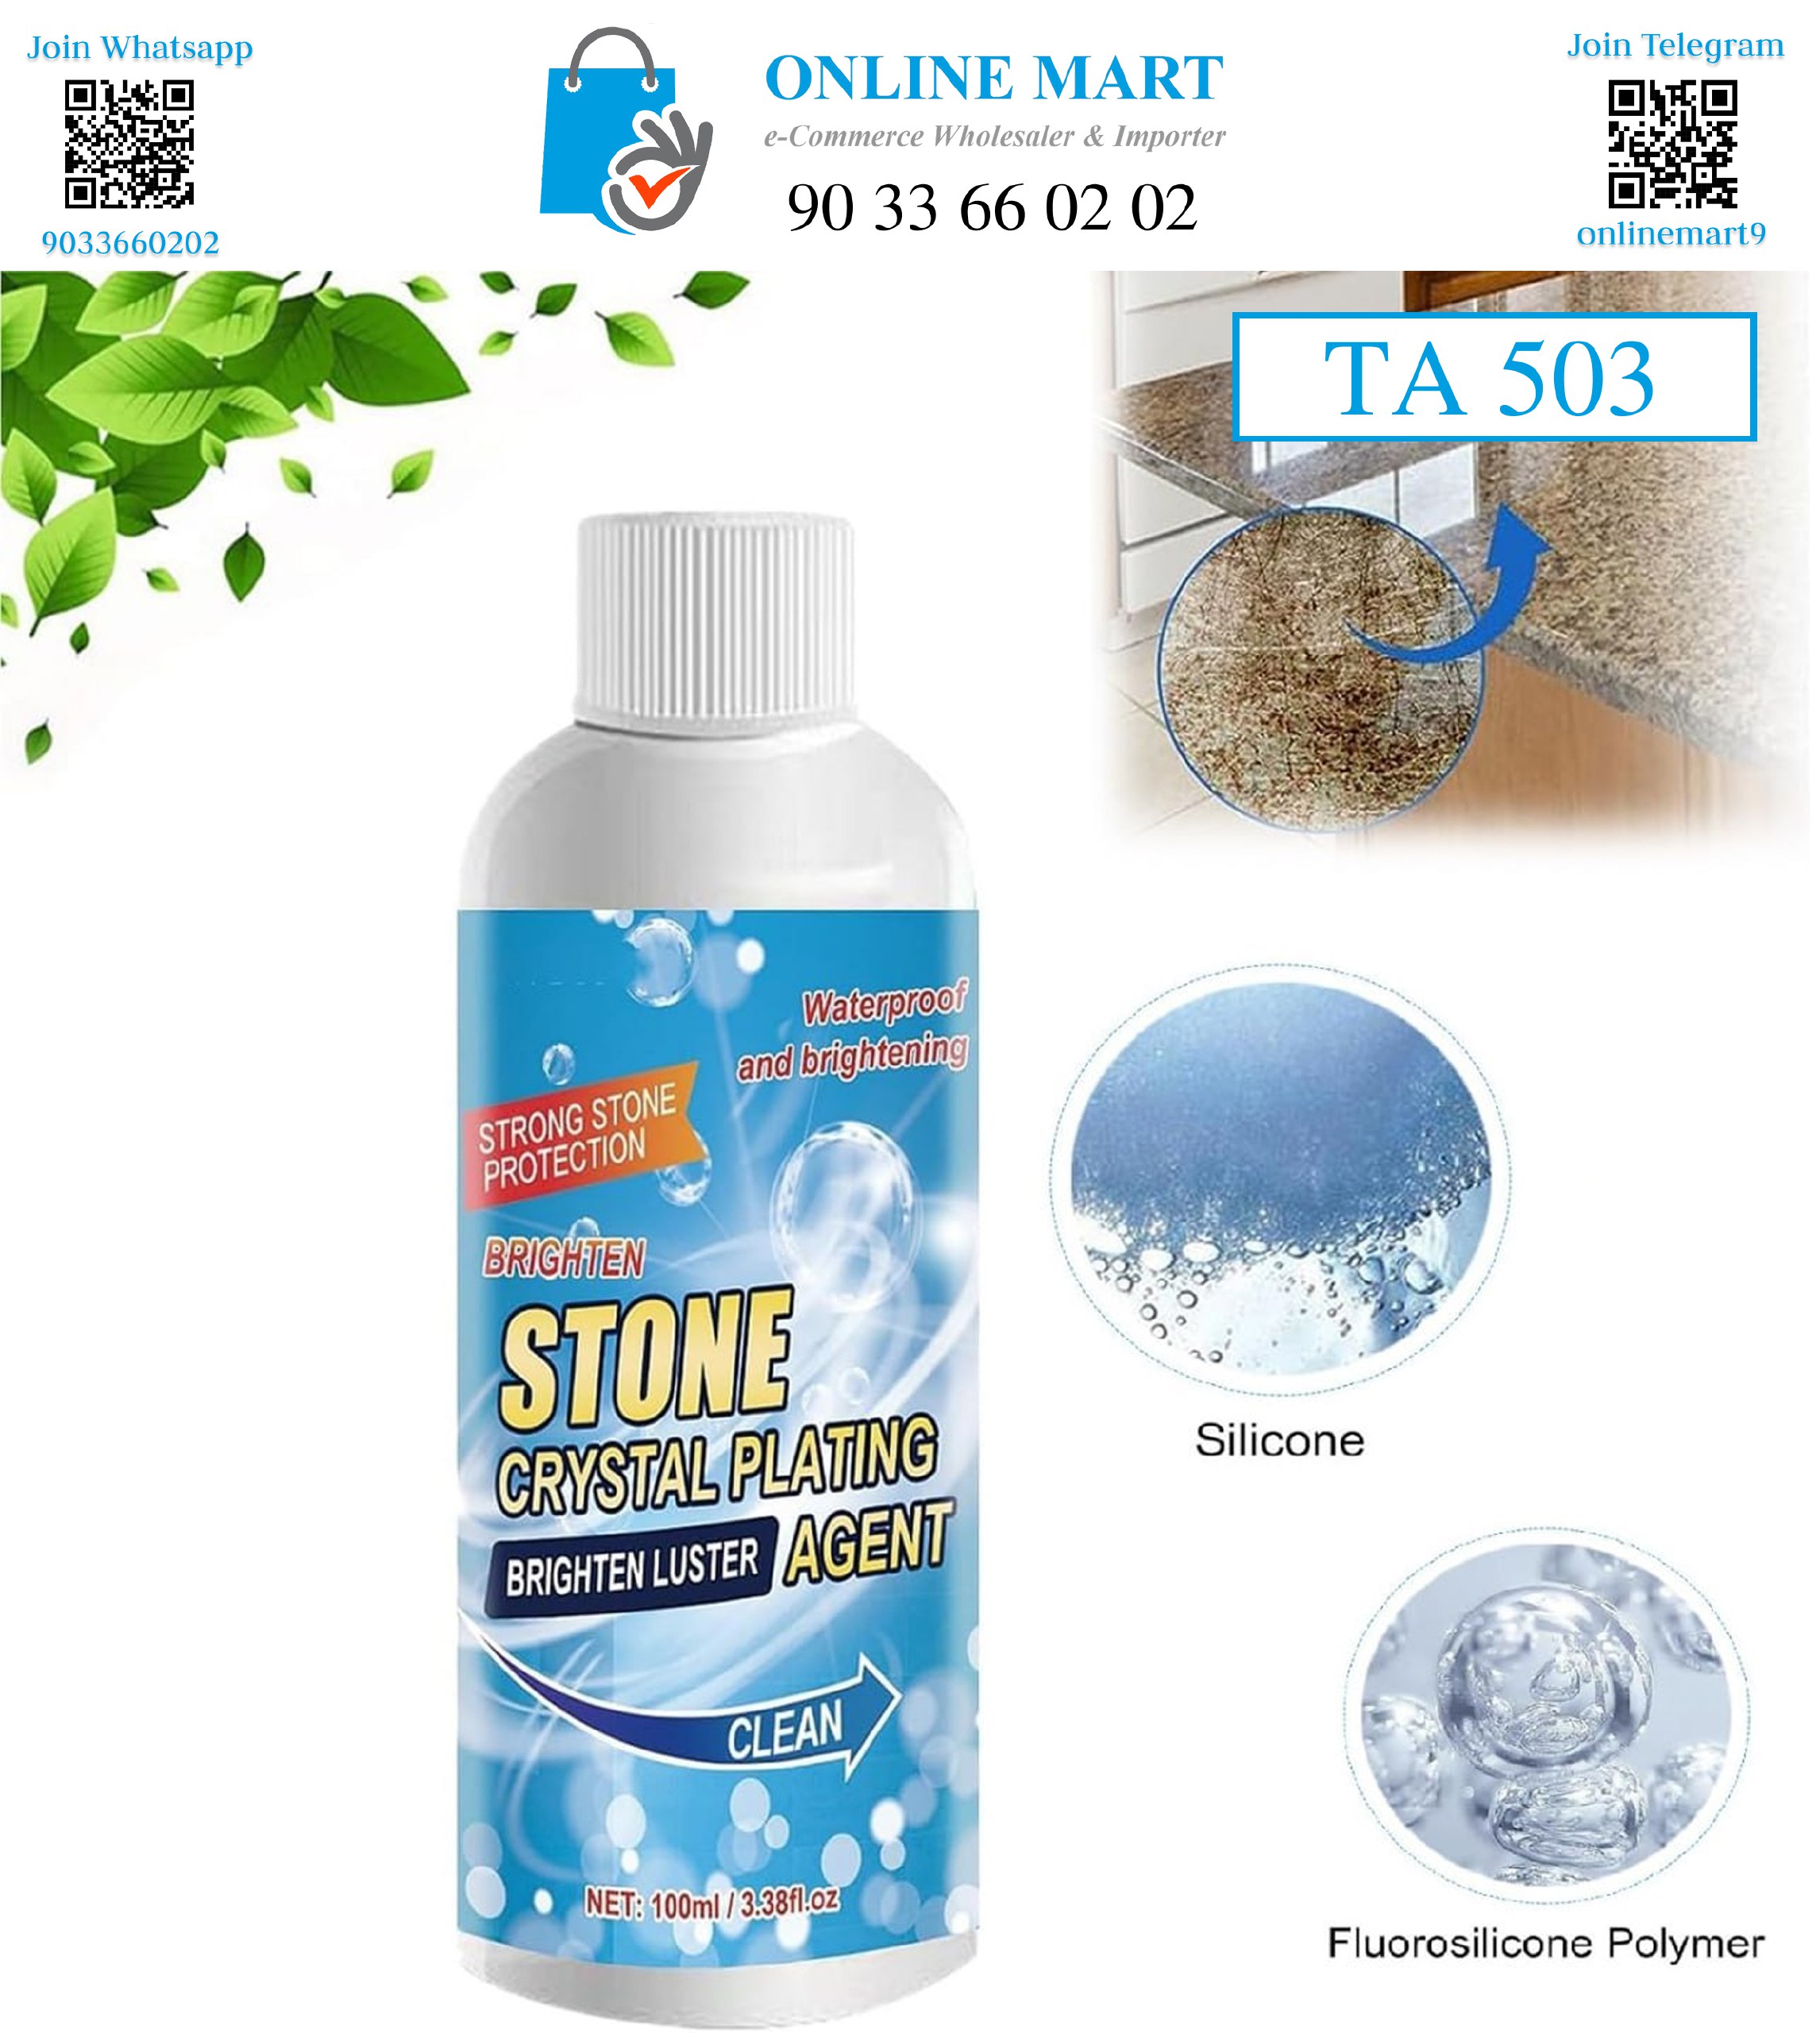 Join Whatsapp
9033660202
ONLINE MART
e-Commerce Wholesaler & Importer
90 33 66 02 02
Join Telegram
onlinemart9
TA 503
Waterproof
and brightening
STRONG STONE
PROTECTION
BRIGHTEN
STONE
CRYSTAL PLATING
BRIGHTEN LUSTER AGENT
CLEAN
NET: 100ml / 3.38fl.oz
Silicone
Fluorosilicone Polymer